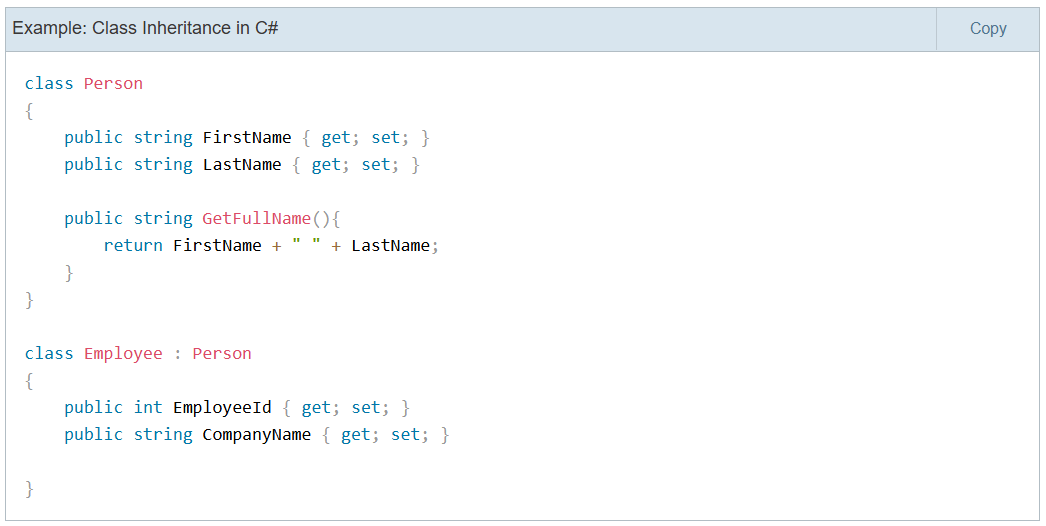 Example: Class Inheritance in C#
Copy
class Person
{
    public string FirstName { get; set; }
    public string LastName { get; set; }

    public string GetFullName(){
        return FirstName + " " + LastName;
    }
}

class Employee : Person
{
    public int EmployeeId { get; set; }
    public string CompanyName { get; set; }

}